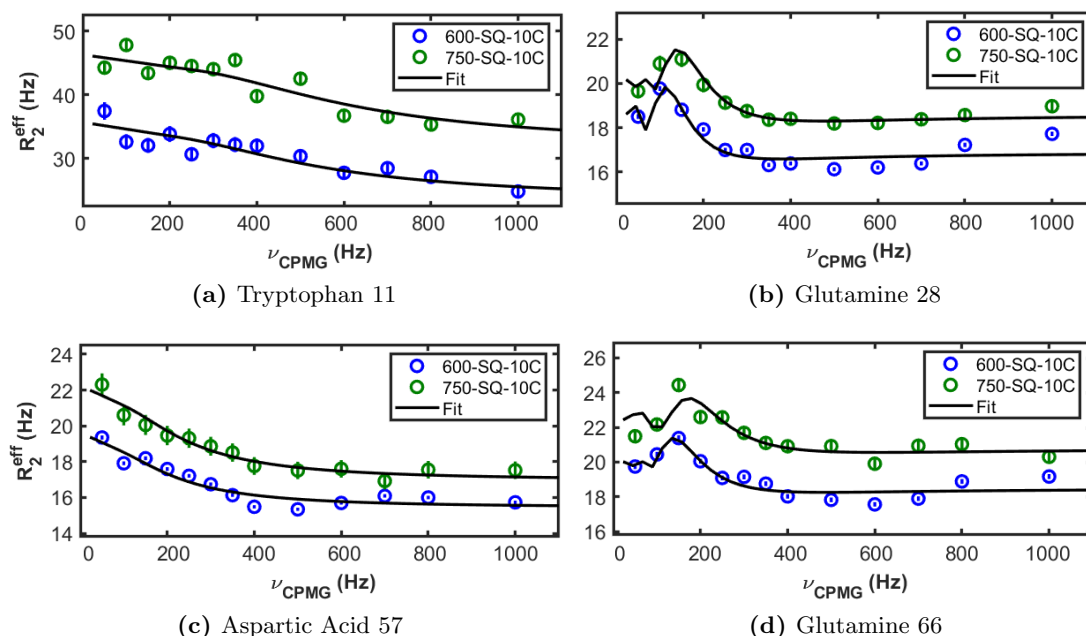 50
40
30
R₂ᵉᶠᶠ (Hz)
600-SQ-10C
750-SQ-10C
Fit
0 200 400 600 800 1000
ν_CPMG (Hz)
(a) Tryptophan 11
22
20
18
16
600-SQ-10C
750-SQ-10C
Fit
0 200 400 600 800 1000
ν_CPMG (Hz)
(b) Glutamine 28
24
22
20
18
16
14
R₂ᵉᶠᶠ (Hz)
600-SQ-10C
750-SQ-10C
Fit
0 200 400 600 800 1000
ν_CPMG (Hz)
(c) Aspartic Acid 57
26
24
22
20
18
16
600-SQ-10C
750-SQ-10C
Fit
0 200 400 600 800 1000
ν_CPMG (Hz)
(d) Glutamine 66